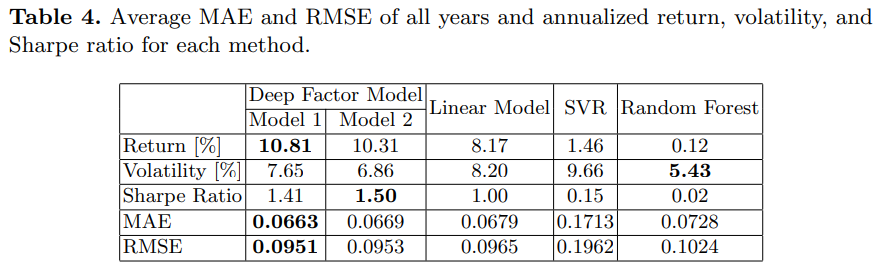 Table 4. Average MAE and RMSE of all years and annualized return, volatility, and
Sharpe ratio for each method.
Deep Factor Model Linear Model SVR Random Forest
Model 1 Model 2
Return [%] 10.81 10.31 8.17 1.46 0.12
Volatility [%] 7.65 6.86 8.20 9.66 5.43
Sharpe Ratio 1.41 1.50 1.00 0.15 0.02
MAE 0.0663 0.0669 0.0679 0.1713 0.0728
RMSE 0.0951 0.0953 0.0965 0.1962 0.1024